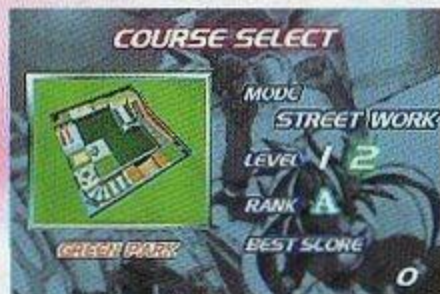 COURSE SELECT
MODE
STREET WORK
LEVEL 1 2
RANK A
GREEN PARK
BEST SCORE
0